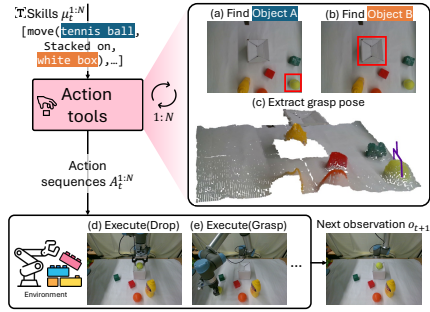 T Skills μ_t^{1:N}
[move(tennis ball,
Stacked on,
white box),…]
Action
tools
1:N
Action
sequences A_t^{1:N}
(a) Find Object A
(b) Find Object B
(c) Extract grasp pose
(d) Execute(Drop)
(e) Execute(Grasp)
...
Next observation o_{t+1}
Environment